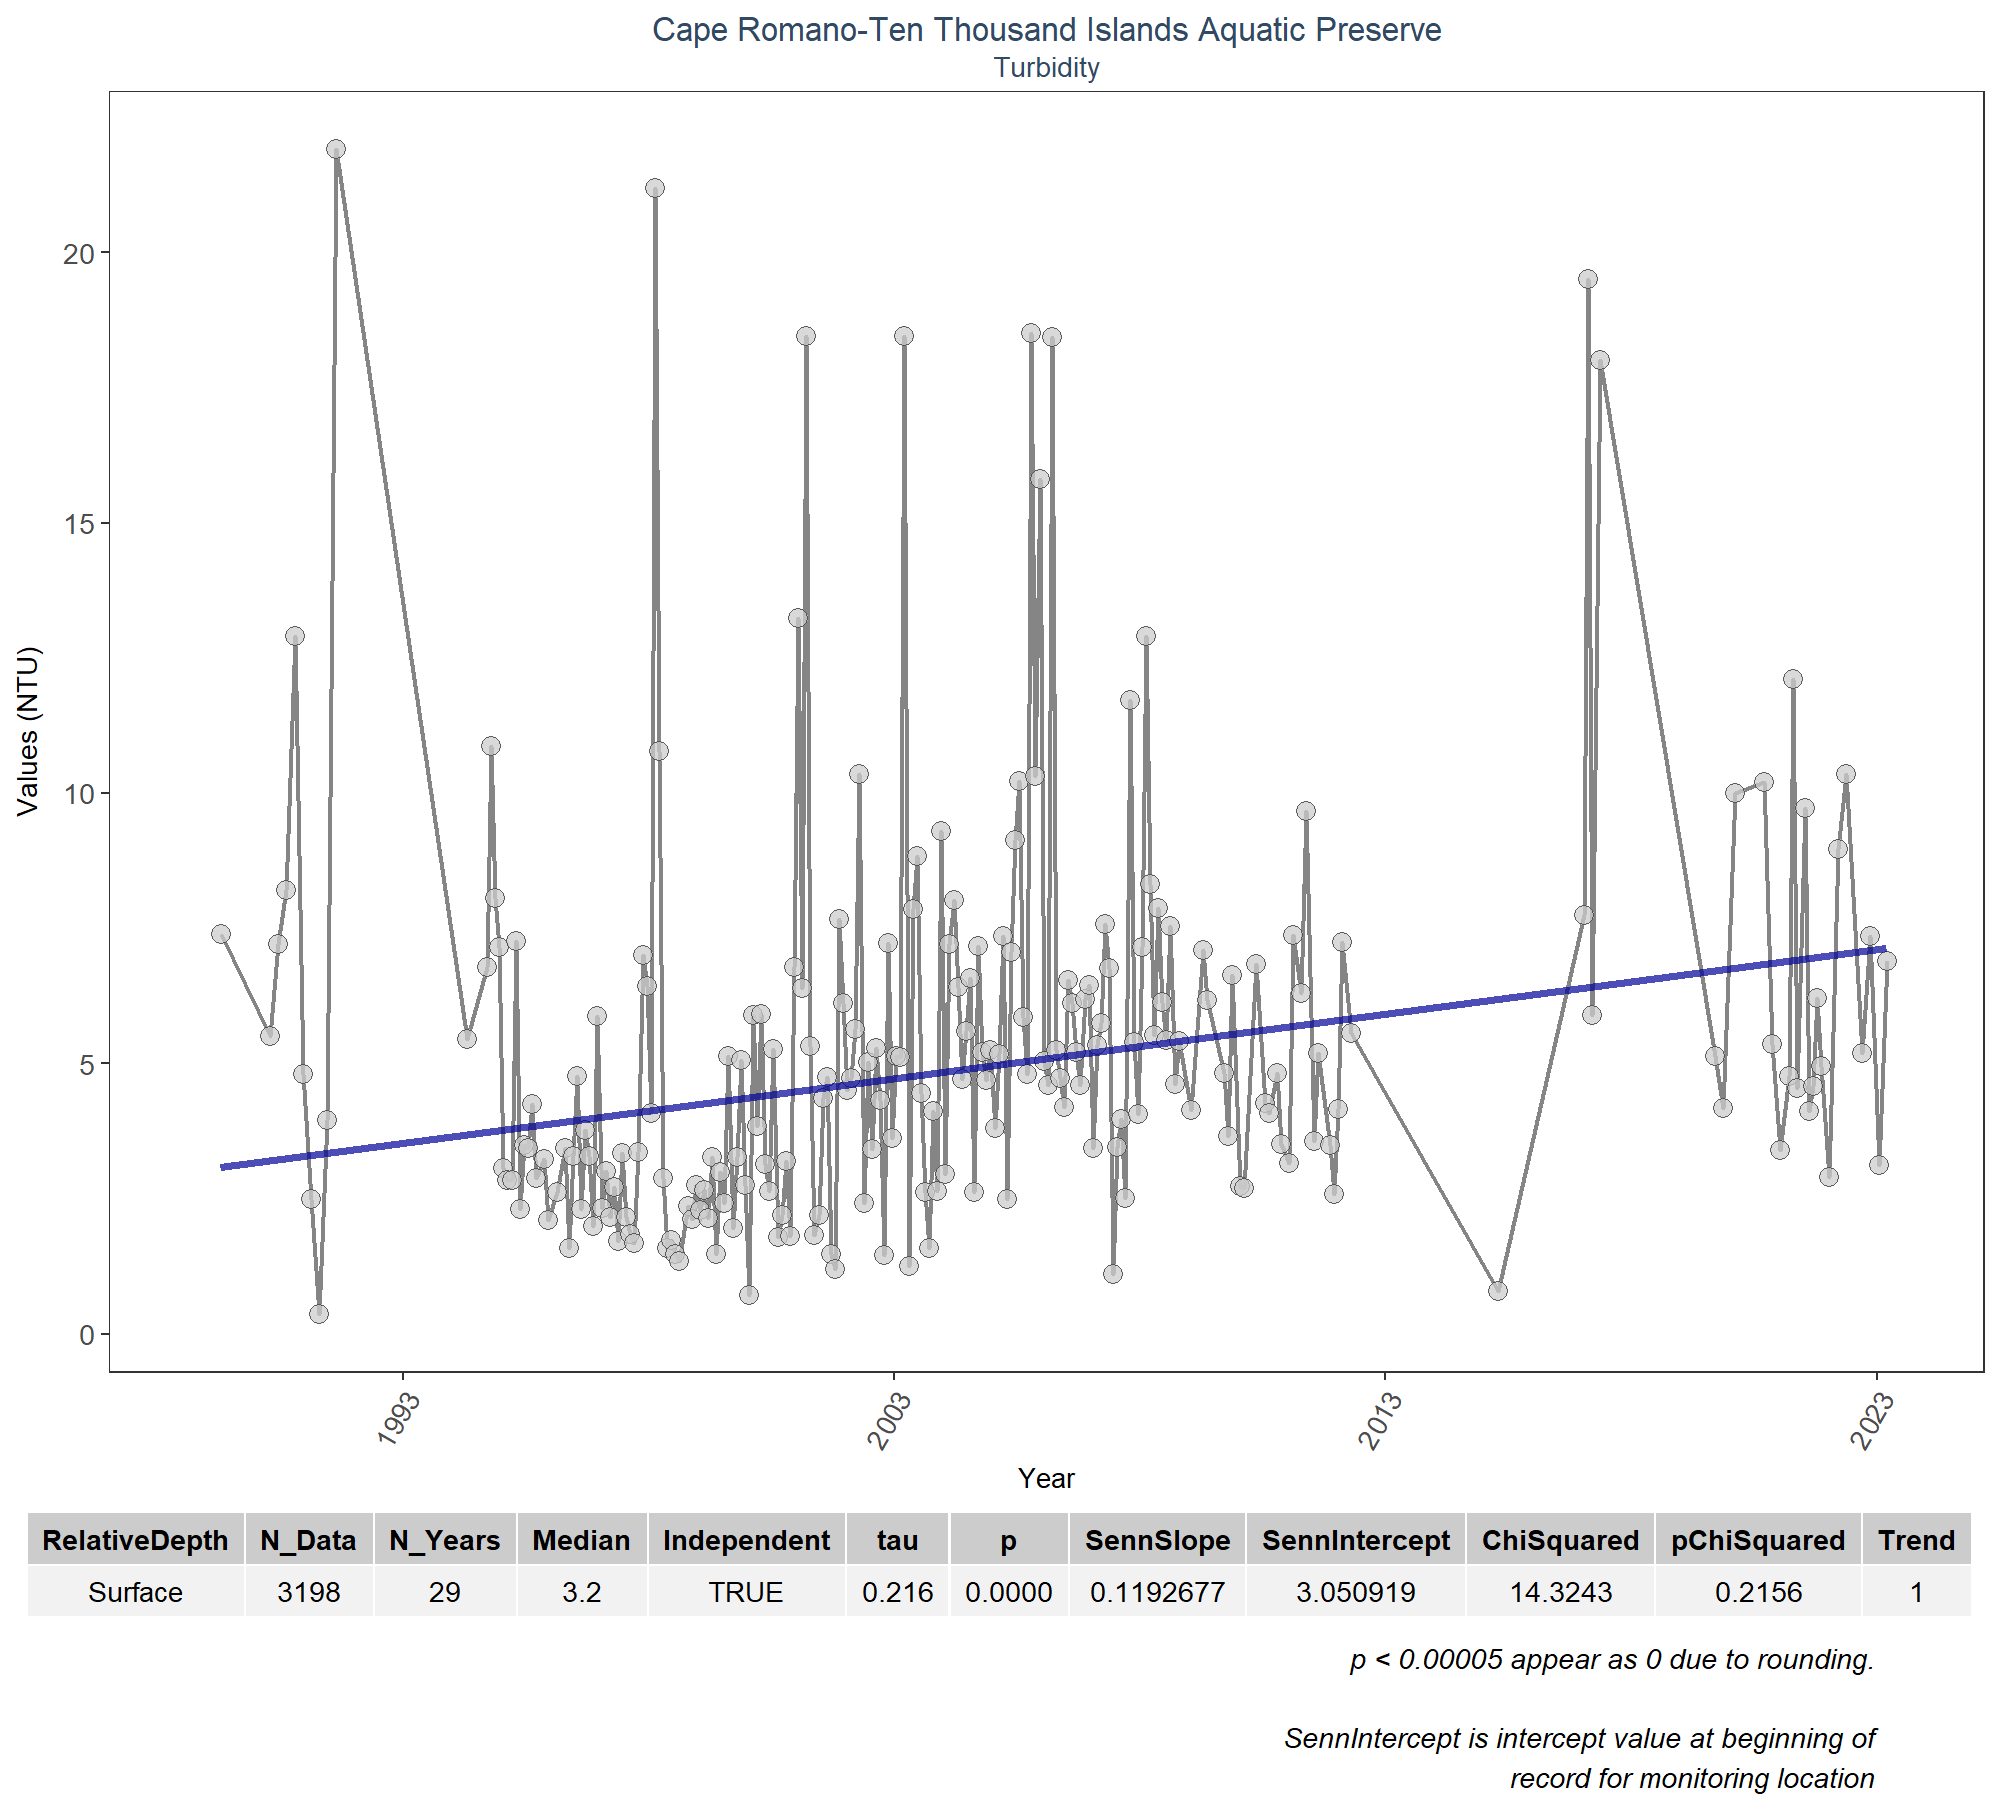 Cape Romano-Ten Thousand Islands Aquatic Preserve
Turbidity
Values (NTU)
20
15
10
5
0
1993
2003
2013
2023
Year
RelativeDepth N_Data N_Years Median Independent tau p SennSlope SennIntercept ChiSquared pChiSquared Trend
Surface 3198 29 3.2 TRUE 0.216 0.0000 0.1192677 3.050919 14.3243 0.2156 1
p < 0.00005 appear as 0 due to rounding.
SennIntercept is intercept value at beginning of
record for monitoring location